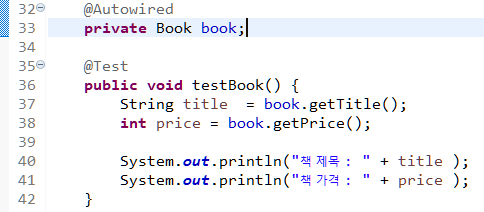 32 @Autowired
33 private Book book;
34
35 @Test
36 public void testBook() {
37 String title  = book.getTitle();
38 int price = book.getPrice();
39
40 System.out.println("책 제목 : " + title );
41 System.out.println("책 가격 : " + price );
42 }